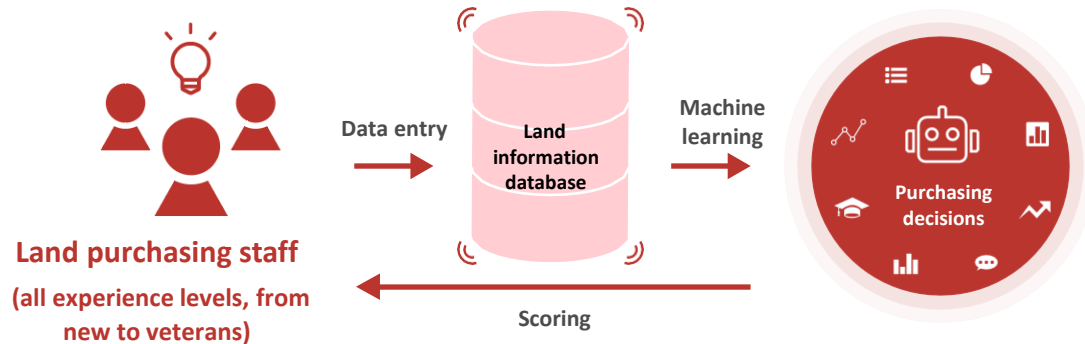 Land purchasing staff
(all experience levels, from
new to veterans)
Data entry
Land
information
database
Machine
learning
Purchasing
decisions
Scoring